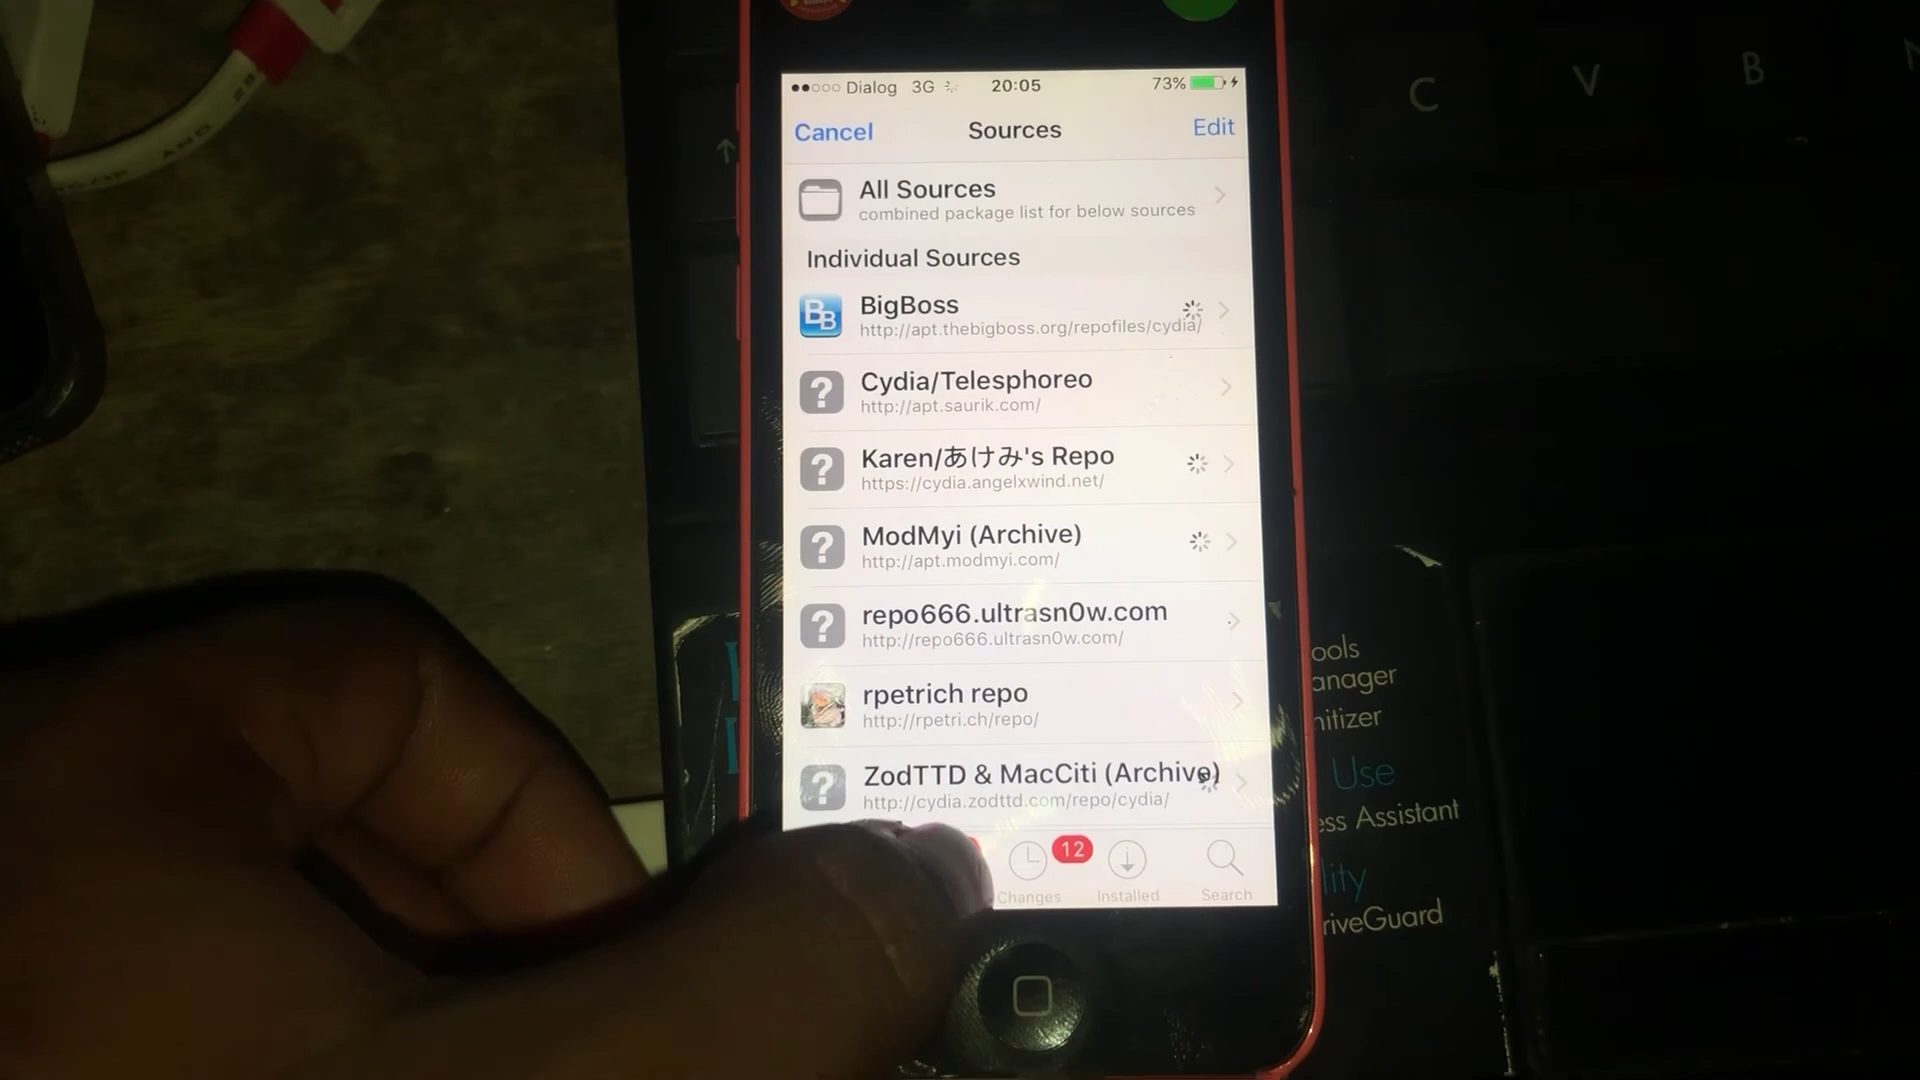 Dialog 3G 20:05 73%
Cancel Sources Edit
All Sources
combined package list for below sources
Individual Sources
BigBoss
http://apt.thebigboss.org/repofiles/cydia/
Cydia/Telesphoreo
http://apt.saurik.com/
Karen/あけみ's Repo
https://cydia.angelxwind.net/
ModMyi (Archive)
http://apt.modmyi.com/
repo666.ultrasn0w.com
http://repo666.ultrasn0w.com/
rpetrich repo
http://rpetri.ch/repo/
ZodTTD & MacCiti (Archive)
http://cydia.zodttd.com/repo/cydia/
12
Changes Installed Search
C V B
ools
anager
nitizer
Use
ess Assistant
lity
riveGuard
AND